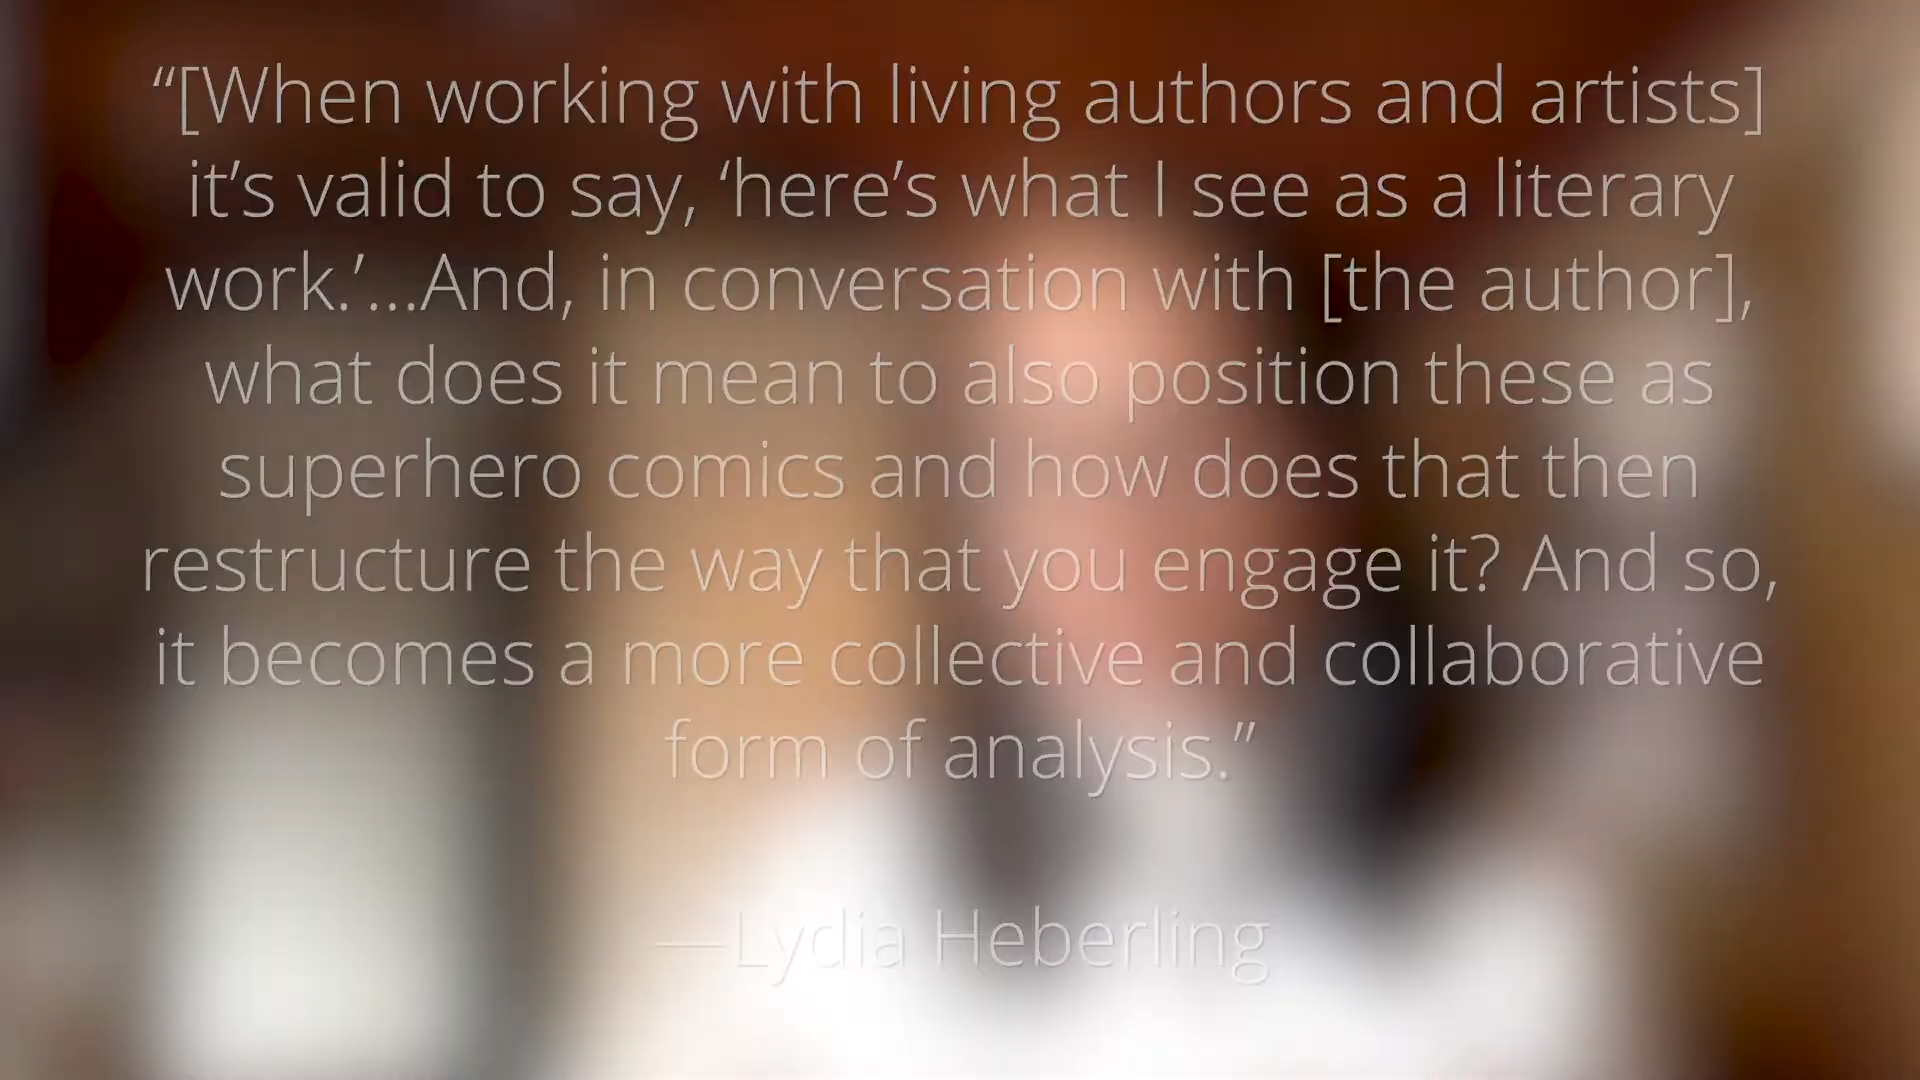 “[When working with living authors and artists]
it’s valid to say, ‘here’s what I see as a literary
work.’...And, in conversation with [the author],
what does it mean to also position these as
superhero comics and how does that then
restructure the way that you engage it? And so,
it becomes a more collective and collaborative
form of analysis.”
—Lydia Heberling